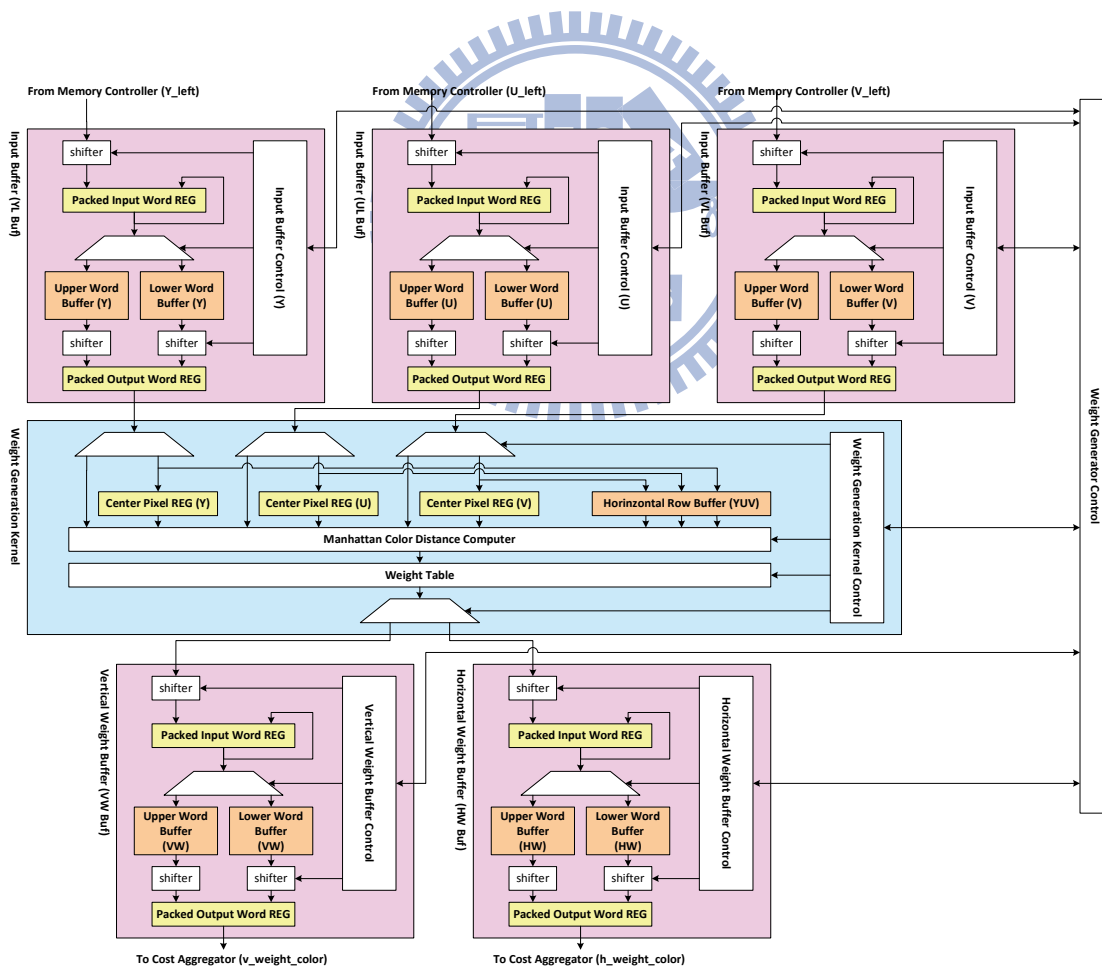 From Memory Controller (Y_left)
From Memory Controller (U_left)
From Memory Controller (V_left)
Input Buffer (YL Buf)
shifter
Packed Input Word REG
Upper Word
Buffer (Y)
Lower Word
Buffer (Y)
shifter
shifter
Packed Output Word REG
Input Buffer Control (Y)
Input Buffer (UL Buf)
shifter
Packed Input Word REG
Upper Word
Buffer (U)
Lower Word
Buffer (U)
shifter
shifter
Packed Output Word REG
Input Buffer Control (U)
Input Buffer (VL Buf)
shifter
Packed Input Word REG
Upper Word
Buffer (V)
Lower Word
Buffer (V)
shifter
shifter
Packed Output Word REG
Input Buffer Control (V)
Weight Generator Control
Weight Generation Kernel
Center Pixel REG (Y)
Center Pixel REG (U)
Center Pixel REG (V)
Horinzontal Row Buffer (YUV)
Manhattan Color Distance Computer
Weight Table
Weight Generation Kernel Control
Vertical Weight Buffer (VW Buf)
shifter
Packed Input Word REG
Upper Word
Buffer
(VW)
Lower Word
Buffer
(VW)
shifter
shifter
Packed Output Word REG
Vertical Weight Buffer Control
Horizontal Weight Buffer (HW Buf)
shifter
Packed Input Word REG
Upper Word
Buffer
(HW)
Lower Word
Buffer
(HW)
shifter
shifter
Packed Output Word REG
Horizontal Weight Buffer Control
To Cost Aggregator (v_weight_color)
To Cost Aggregator (h_weight_color)